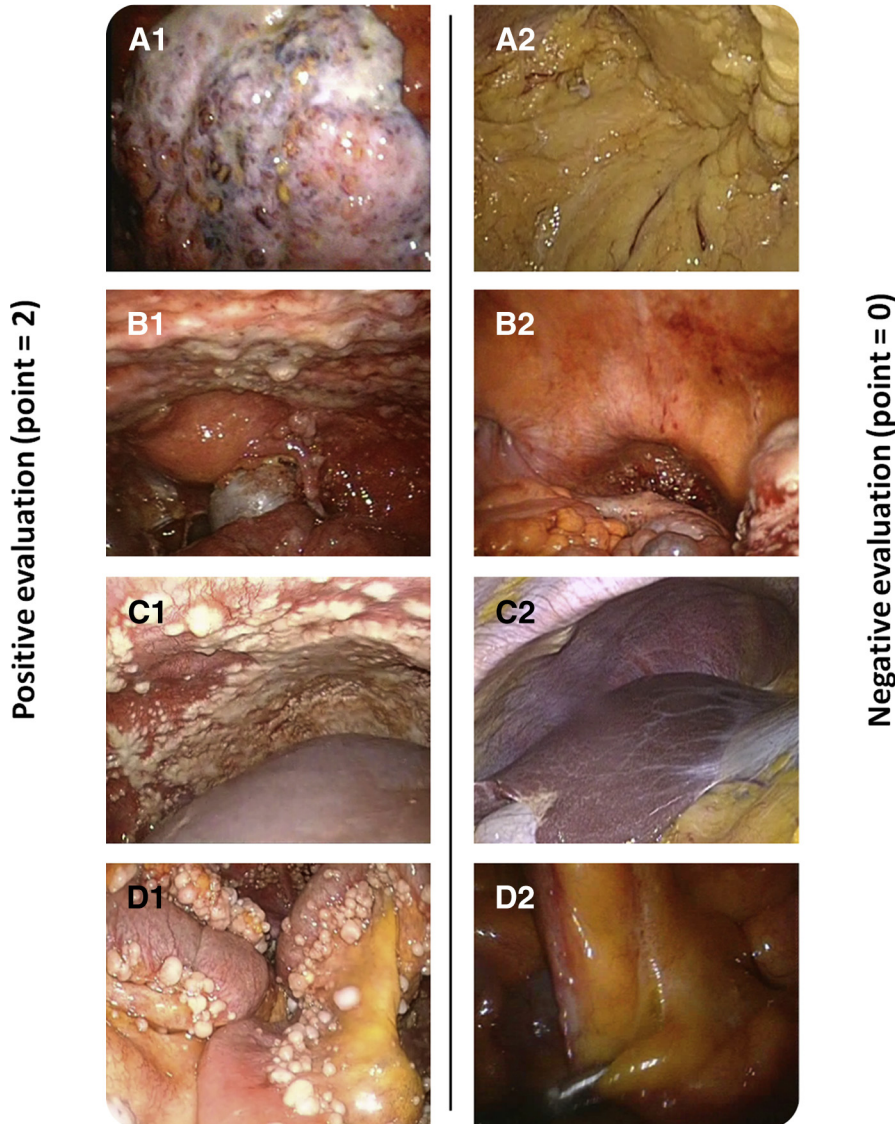 Positive evaluation (point = 2)
A1
A2
B1
B2
C1
C2
D1
D2
Negative evaluation (point = 0)